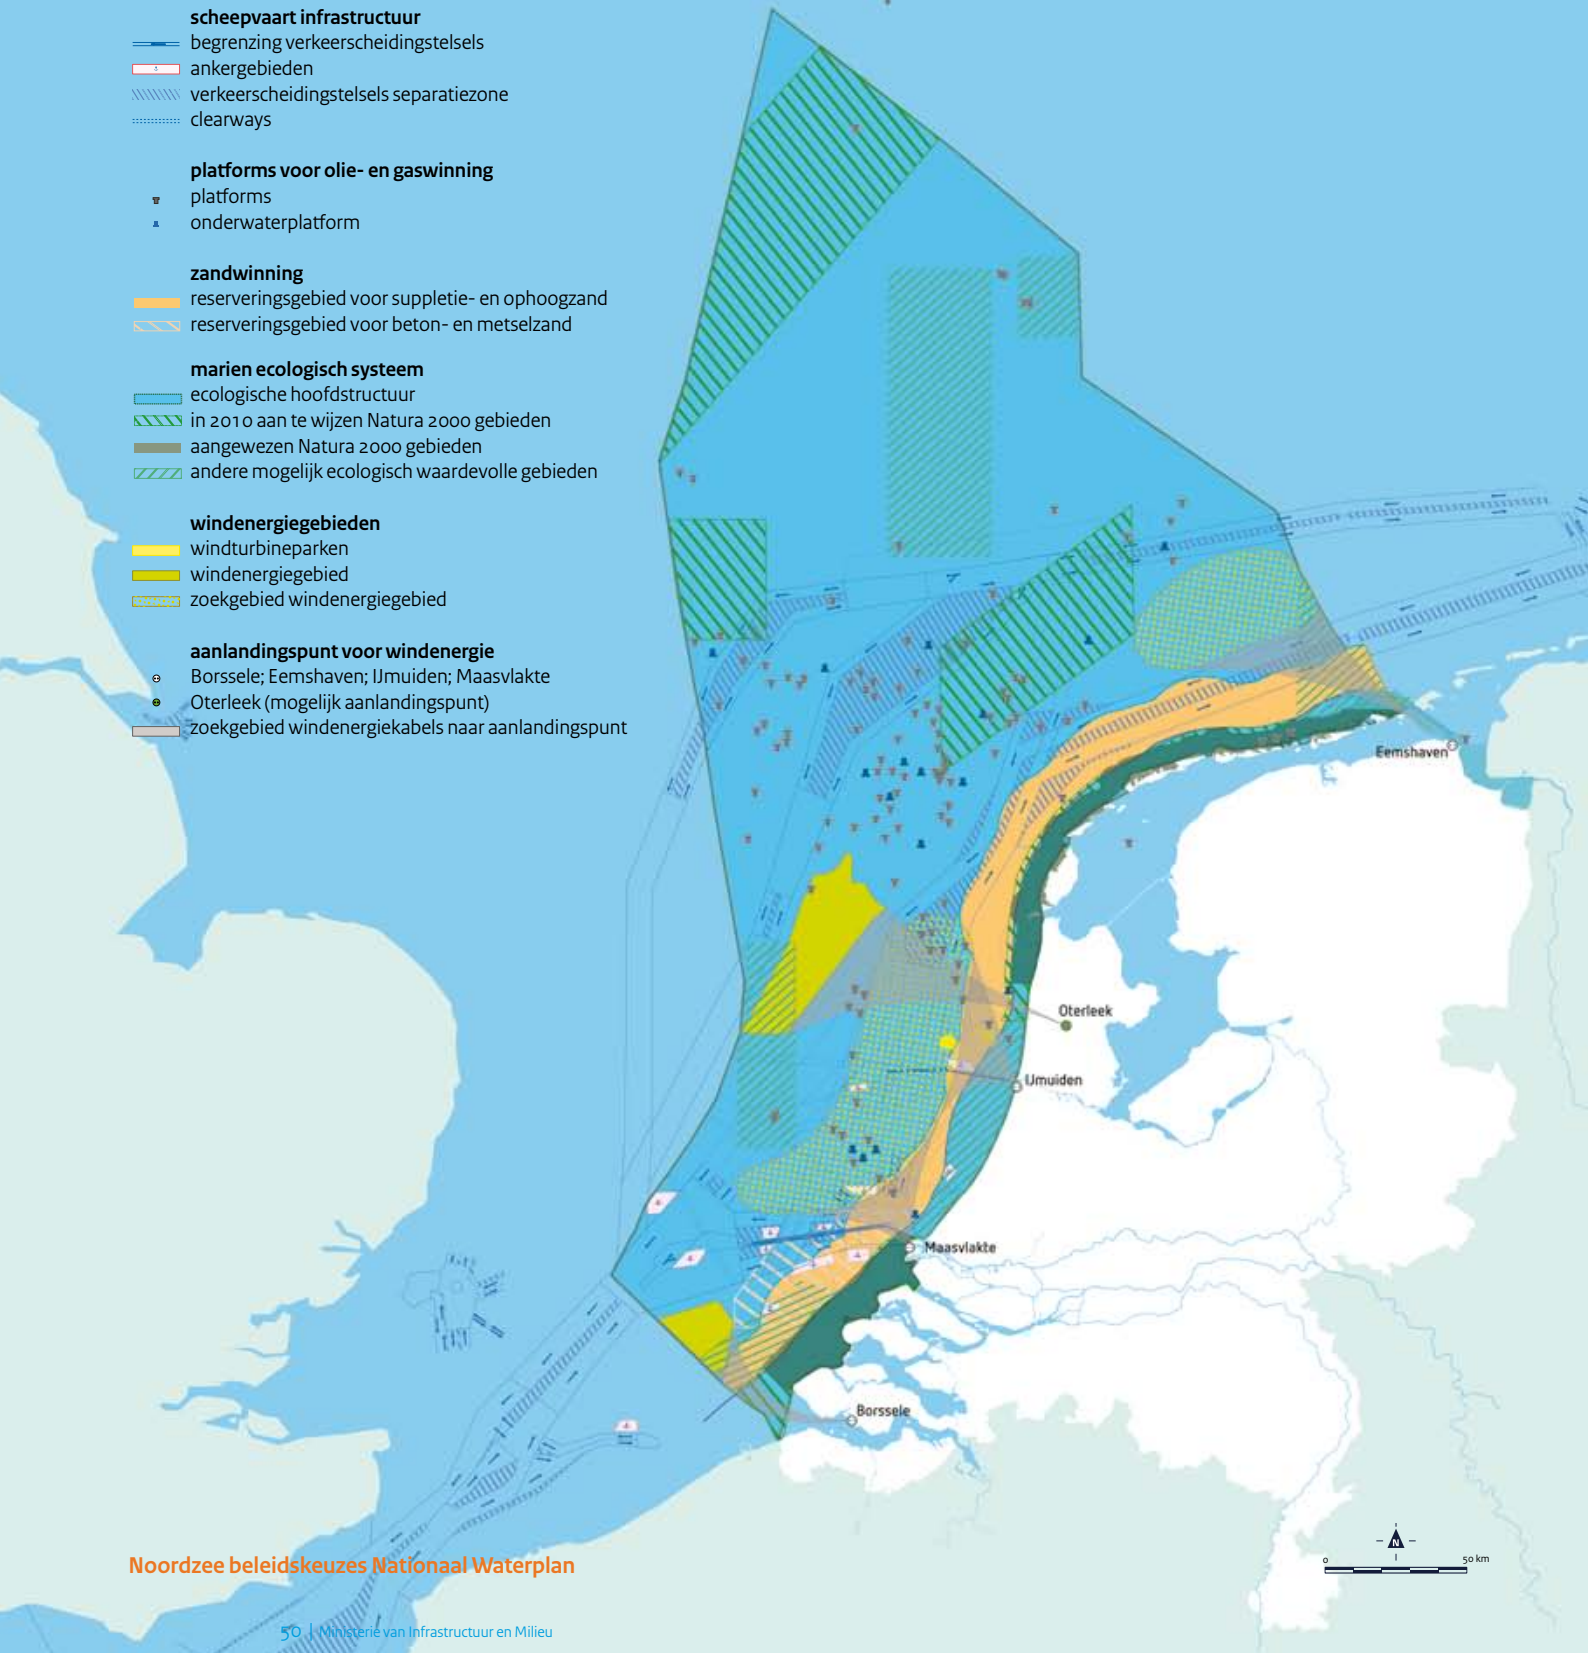 scheepvaart infrastructuur
begrenzing verkeerscheidingstelsels
ankergebieden
verkeerscheidingstelsels separatiezone
clearways
platforms voor olie- en gaswinning
platforms
onderwaterplatform
zandwinning
reserveringsgebied voor suppletie- en ophoogzand
reserveringsgebied voor beton- en metselzand
marien ecologisch systeem
ecologische hoofdstructuur
in 2010 aan te wijzen Natura 2000 gebieden
aangewezen Natura 2000 gebieden
andere mogelijk ecologisch waardevolle gebieden
windenergiegebieden
windturbineparken
windenergiegebied
zoekgebied windenergiegebied
aanlandingspunt voor windenergie
Borssele; Eemshaven; IJmuiden; Maasvlakte
Oterleek (mogelijk aanlandingspunt)
zoekgebied windenergiekabels naar aanlandingspunt
Eemshaven
Oterleek
IJmuiden
Maasvlakte
Borssele
N
0 50 km
Noordzee beleidskeuzes Nationaal Waterplan
50 | Ministerie van Infrastructuur en Milieu